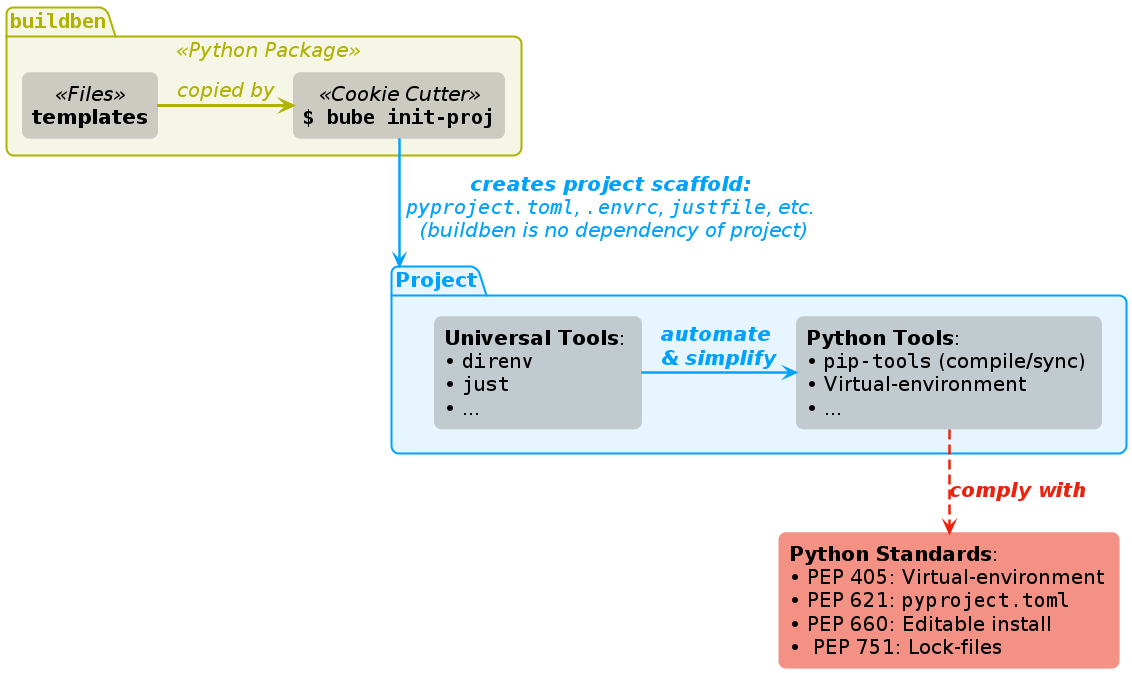 buildben
«Python Package»
«Files»
templates
copied by
«Cookie Cutter»
$ bube init-proj
creates project scaffold:
pyproject.toml, .envrc, justfile, etc.
(buildben is no dependency of project)
Project
Universal Tools:
• direnv
• just
• ...
automate
& simplify
Python Tools:
• pip-tools (compile/sync)
• Virtual-environment
• ...
comply with
Python Standards:
• PEP 405: Virtual-environment
• PEP 621: pyproject.toml
• PEP 660: Editable install
•  PEP 751: Lock-files